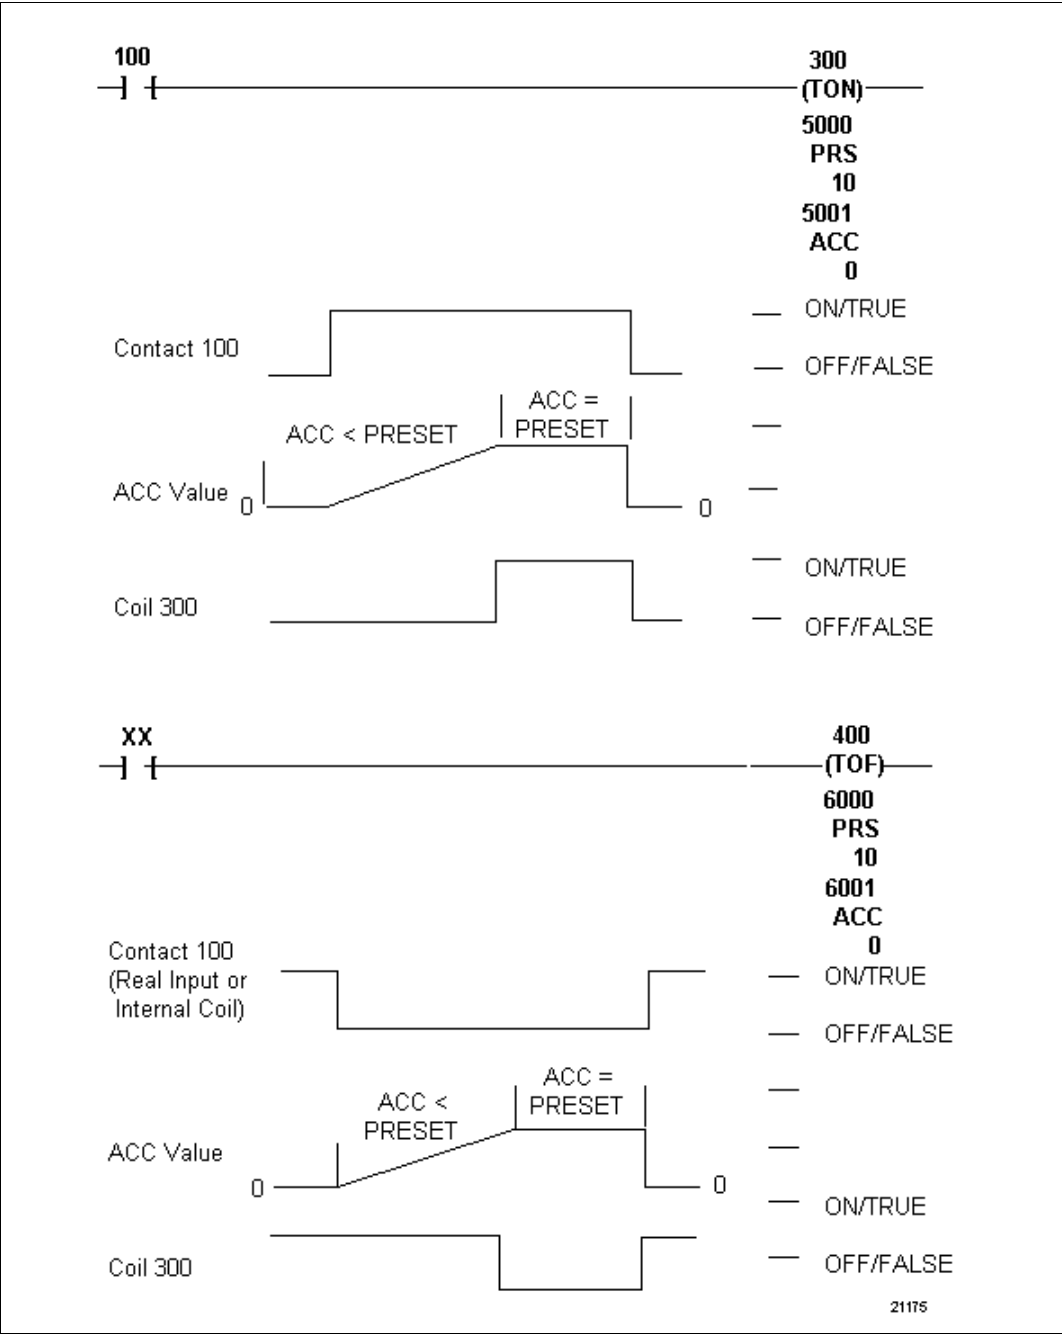 100
300
(TON)
5000
PRS
10
5001
ACC
0
ON/TRUE
Contact 100
OFF/FALSE
ACC =
PRESET
ACC < PRESET
ACC Value
0
0
ON/TRUE
Coil 300
OFF/FALSE
XX
400
(TOF)
6000
PRS
10
6001
ACC
0
Contact 100
(Real Input or
Internal Coil)
ON/TRUE
OFF/FALSE
ACC =
PRESET
ACC <
PRESET
ACC Value
0
0
ON/TRUE
Coil 300
OFF/FALSE
21175